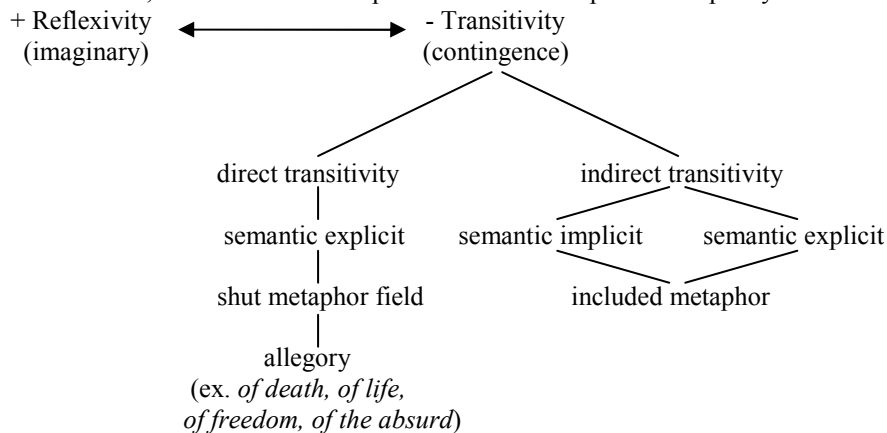 + Reflexivity - Transitivity
(imaginary) (contingence)
direct transitivity indirect transitivity
semantic explicit semantic implicit semantic explicit
shut metaphor field included metaphor
allegory
(ex. of death, of life,
of freedom, of the absurd)